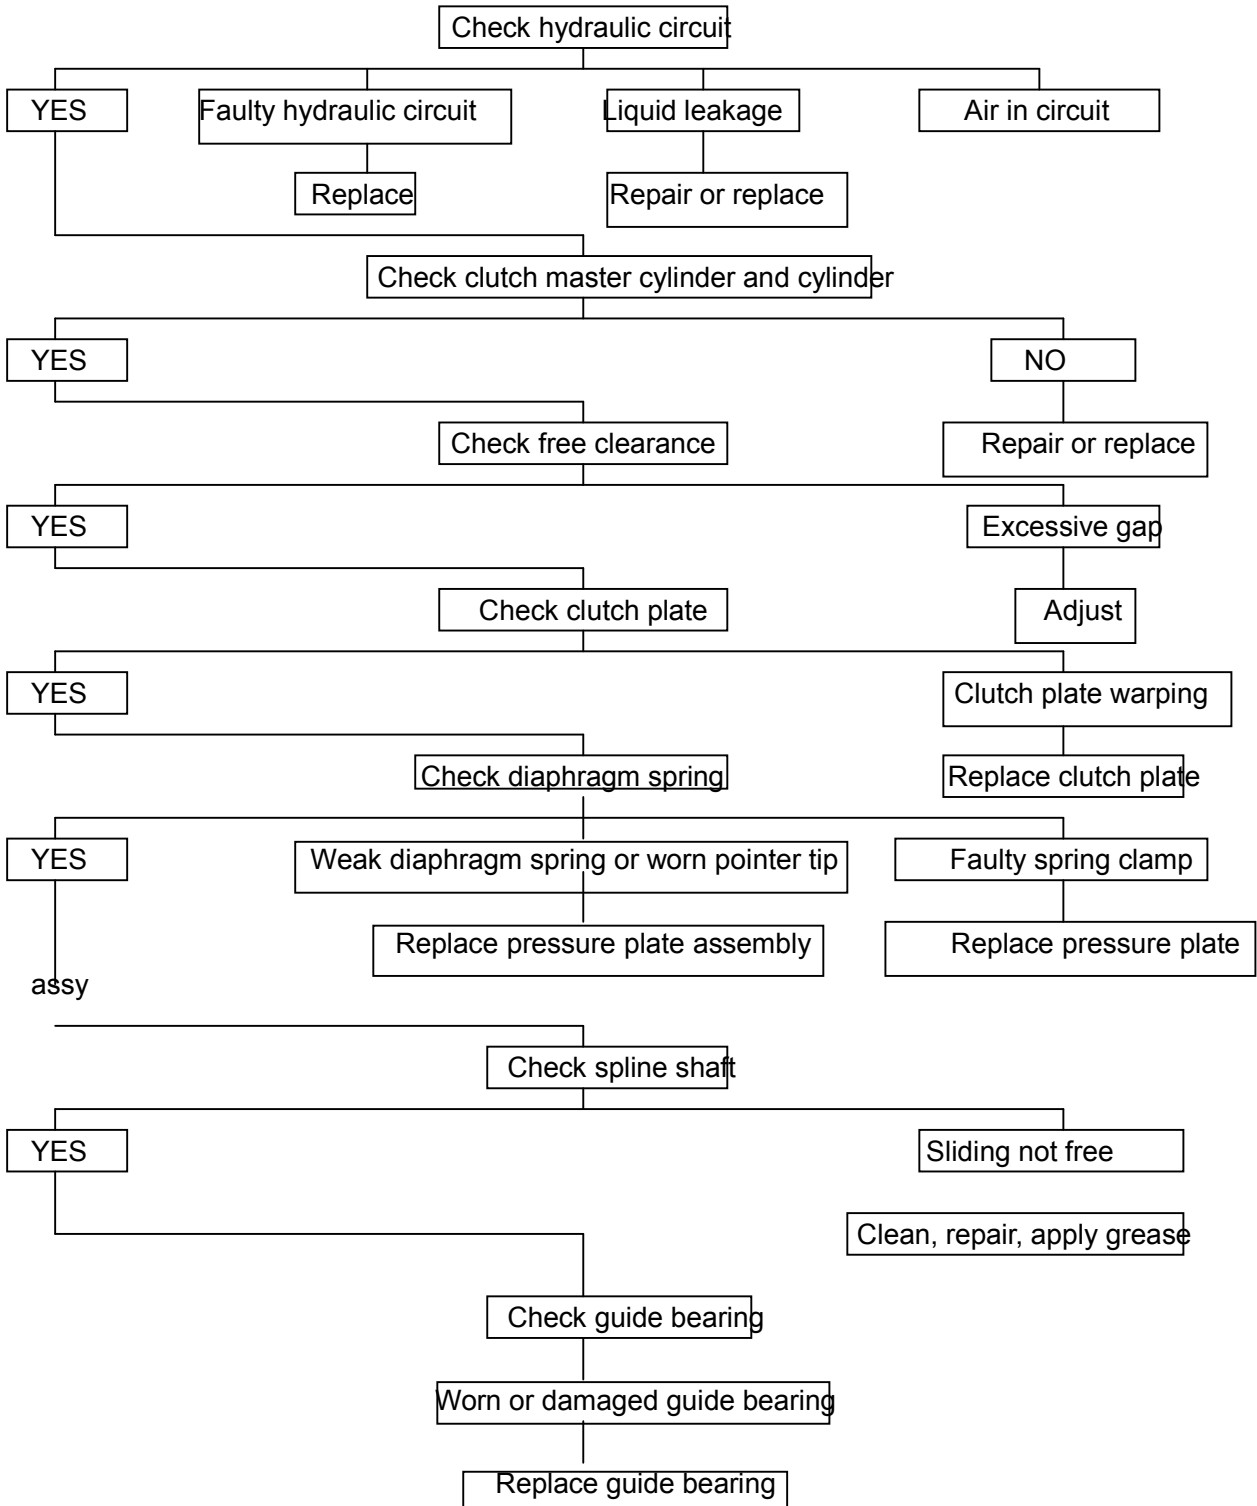 Check hydraulic circuit
YES
Faulty hydraulic circuit
Liquid leakage
Air in circuit
Replace
Repair or replace
Check clutch master cylinder and cylinder
YES
NO
Check free clearance
Repair or replace
YES
Excessive gap
Check clutch plate
Adjust
YES
Clutch plate warping
Check diaphragm spring
Replace clutch plate
YES
Weak diaphragm spring or worn pointer tip
Faulty spring clamp
Replace pressure plate assembly
Replace pressure plate
assy
Check spline shaft
YES
Sliding not free
Clean, repair, apply grease
Check guide bearing
Worn or damaged guide bearing
Replace guide bearing